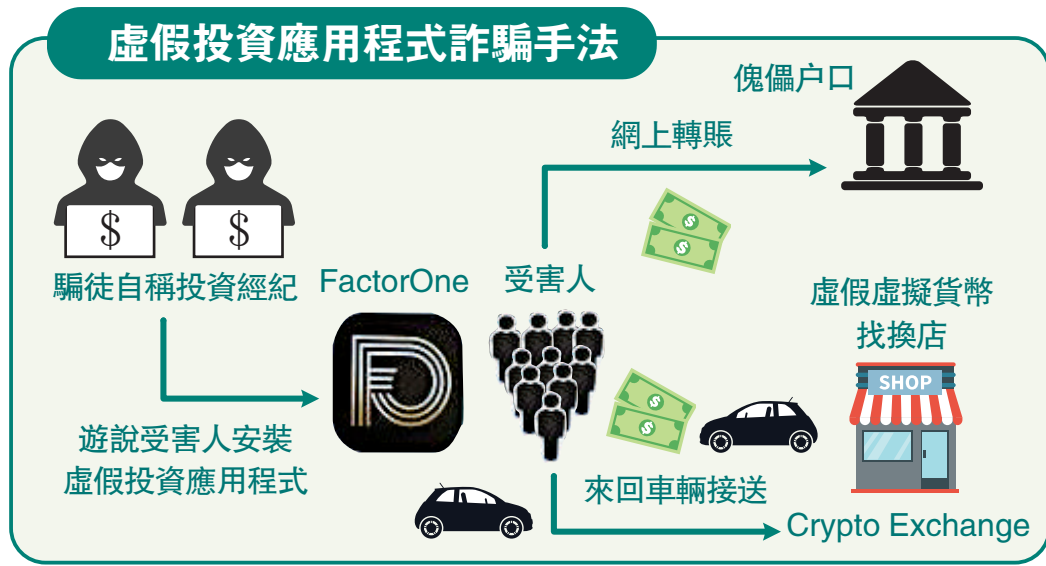 虛假投資應用程式詐騙手法
傀儡户口
網上轉賬
$
$
騙徒自稱投資經紀
FactorOne
受害人
虛假虛擬貨幣
找換店
SHOP
$
$
$
$
遊說受害人安裝
虛假投資應用程式
來回車輛接送
Crypto Exchange